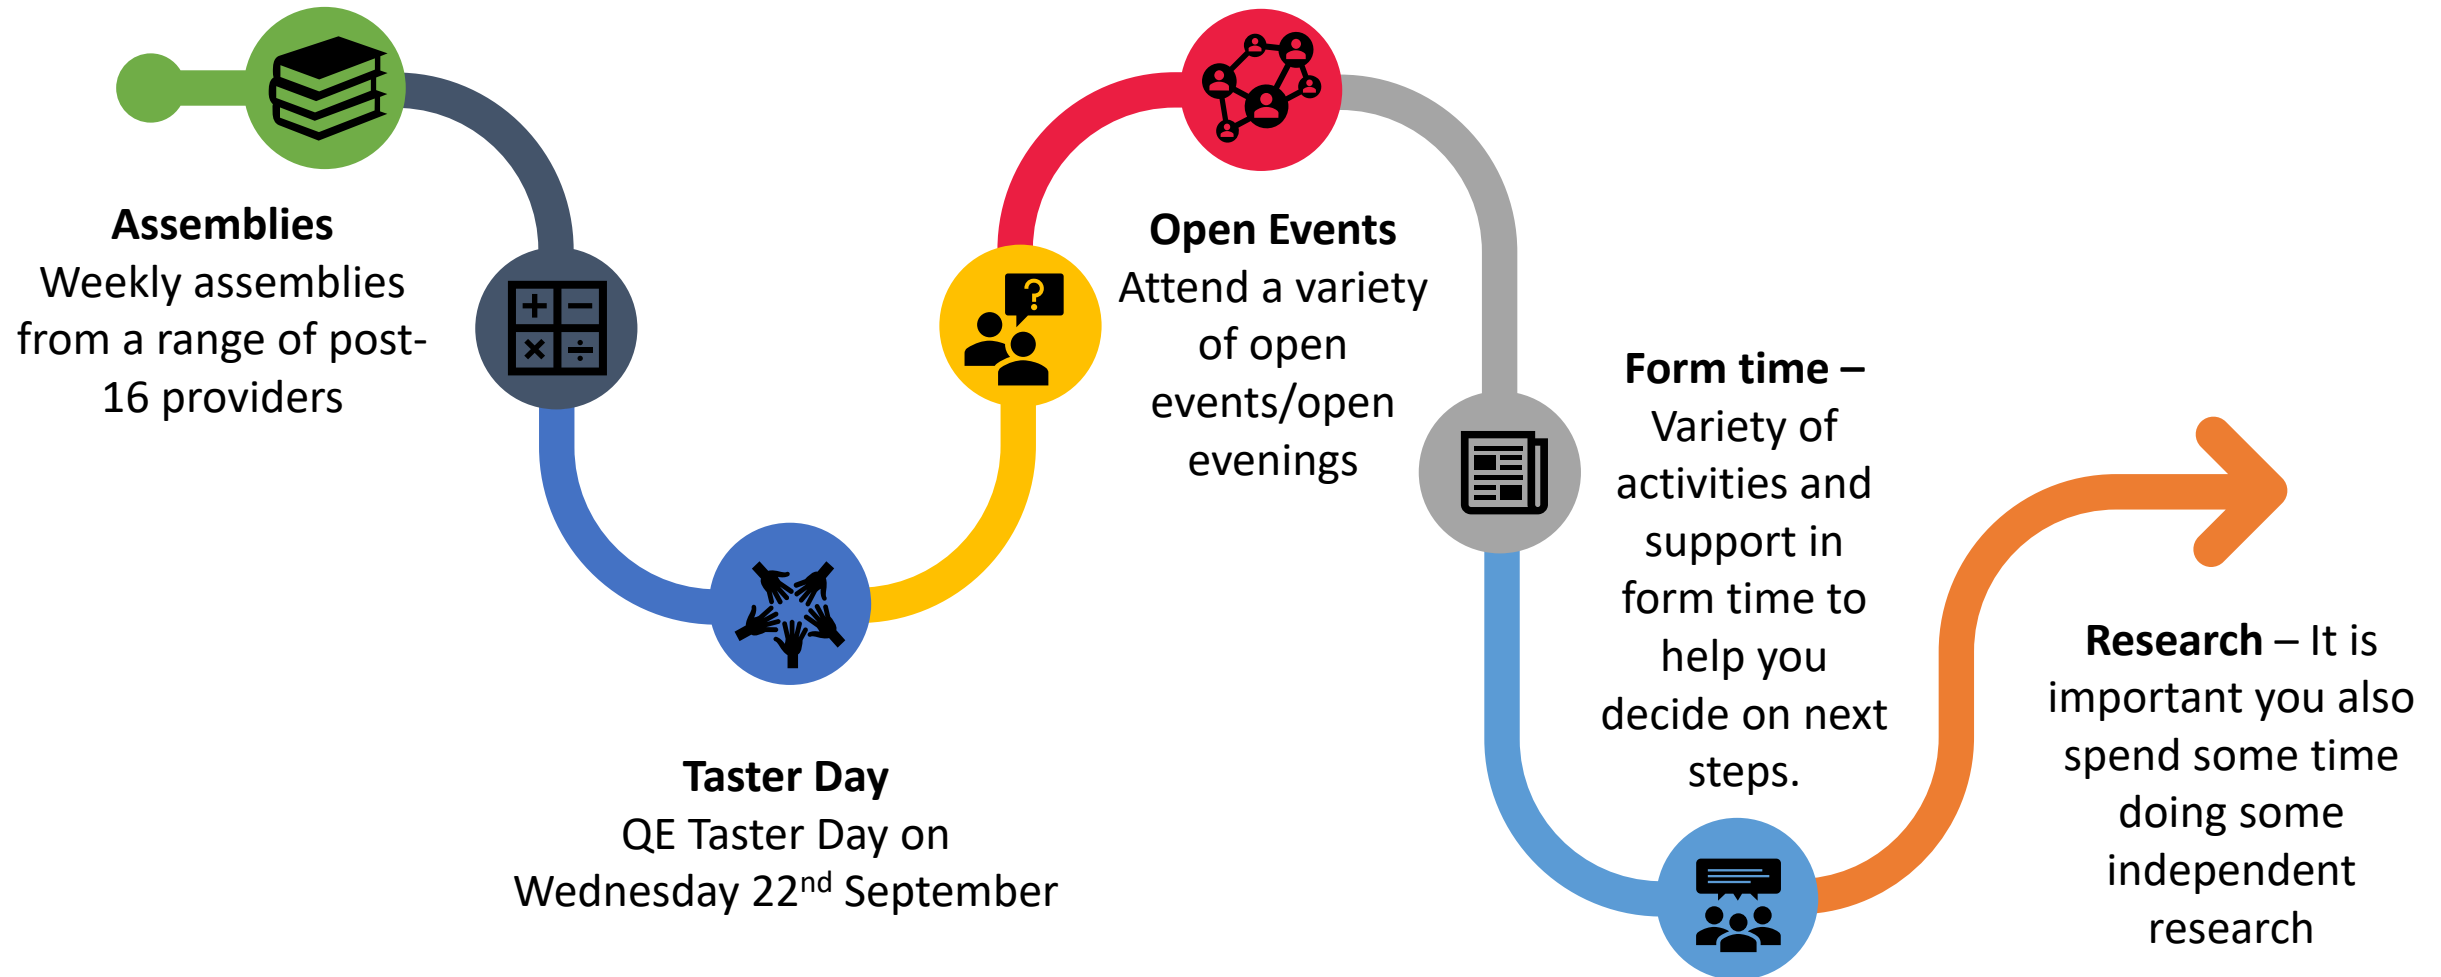 Assemblies
Weekly assemblies
from a range of post-
16 providers
Taster Day
QE Taster Day on
Wednesday 22nd September
Open Events
Attend a variety
of open
events/open
evenings
Form time –
Variety of
activities and
support in
form time to
help you
decide on next
steps.
Research – It is
important you also
spend some time
doing some
independent
research